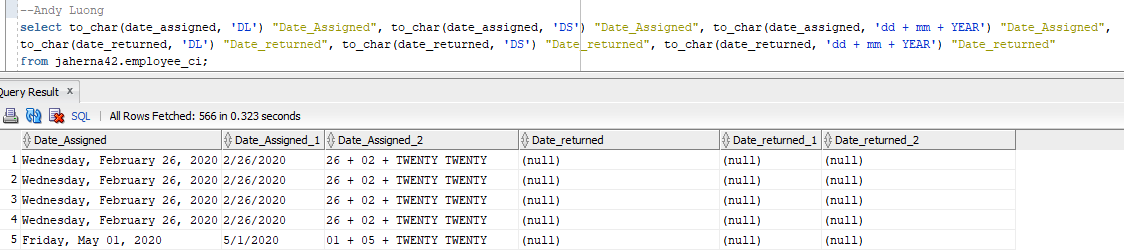 --Andy Luong
select to_char(date_assigned, 'DL') "Date_Assigned", to_char(date_assigned, 'DS') "Date_Assigned", to_char(date_assigned, 'dd + mm + YEAR') "Date_Assigned",
to_char(date_returned, 'DL') "Date_returned", to_char(date_returned, 'DS') "Date_returned", to_char(date_returned, 'dd + mm + YEAR') "Date_returned"
from jaherna42.employee_ci;
Query Result x
SQL | All Rows Fetched: 566 in 0.323 seconds
Date_Assigned Date_Assigned_1 Date_Assigned_2 Date_returned Date_returned_1 Date_returned_2
1 Wednesday, February 26, 2020 2/26/2020 26 + 02 + TWENTY TWENTY (null) (null) (null)
2 Wednesday, February 26, 2020 2/26/2020 26 + 02 + TWENTY TWENTY (null) (null) (null)
3 Wednesday, February 26, 2020 2/26/2020 26 + 02 + TWENTY TWENTY (null) (null) (null)
4 Wednesday, February 26, 2020 2/26/2020 26 + 02 + TWENTY TWENTY (null) (null) (null)
5 Friday, May 01, 2020 5/1/2020 01 + 05 + TWENTY TWENTY (null) (null) (null)